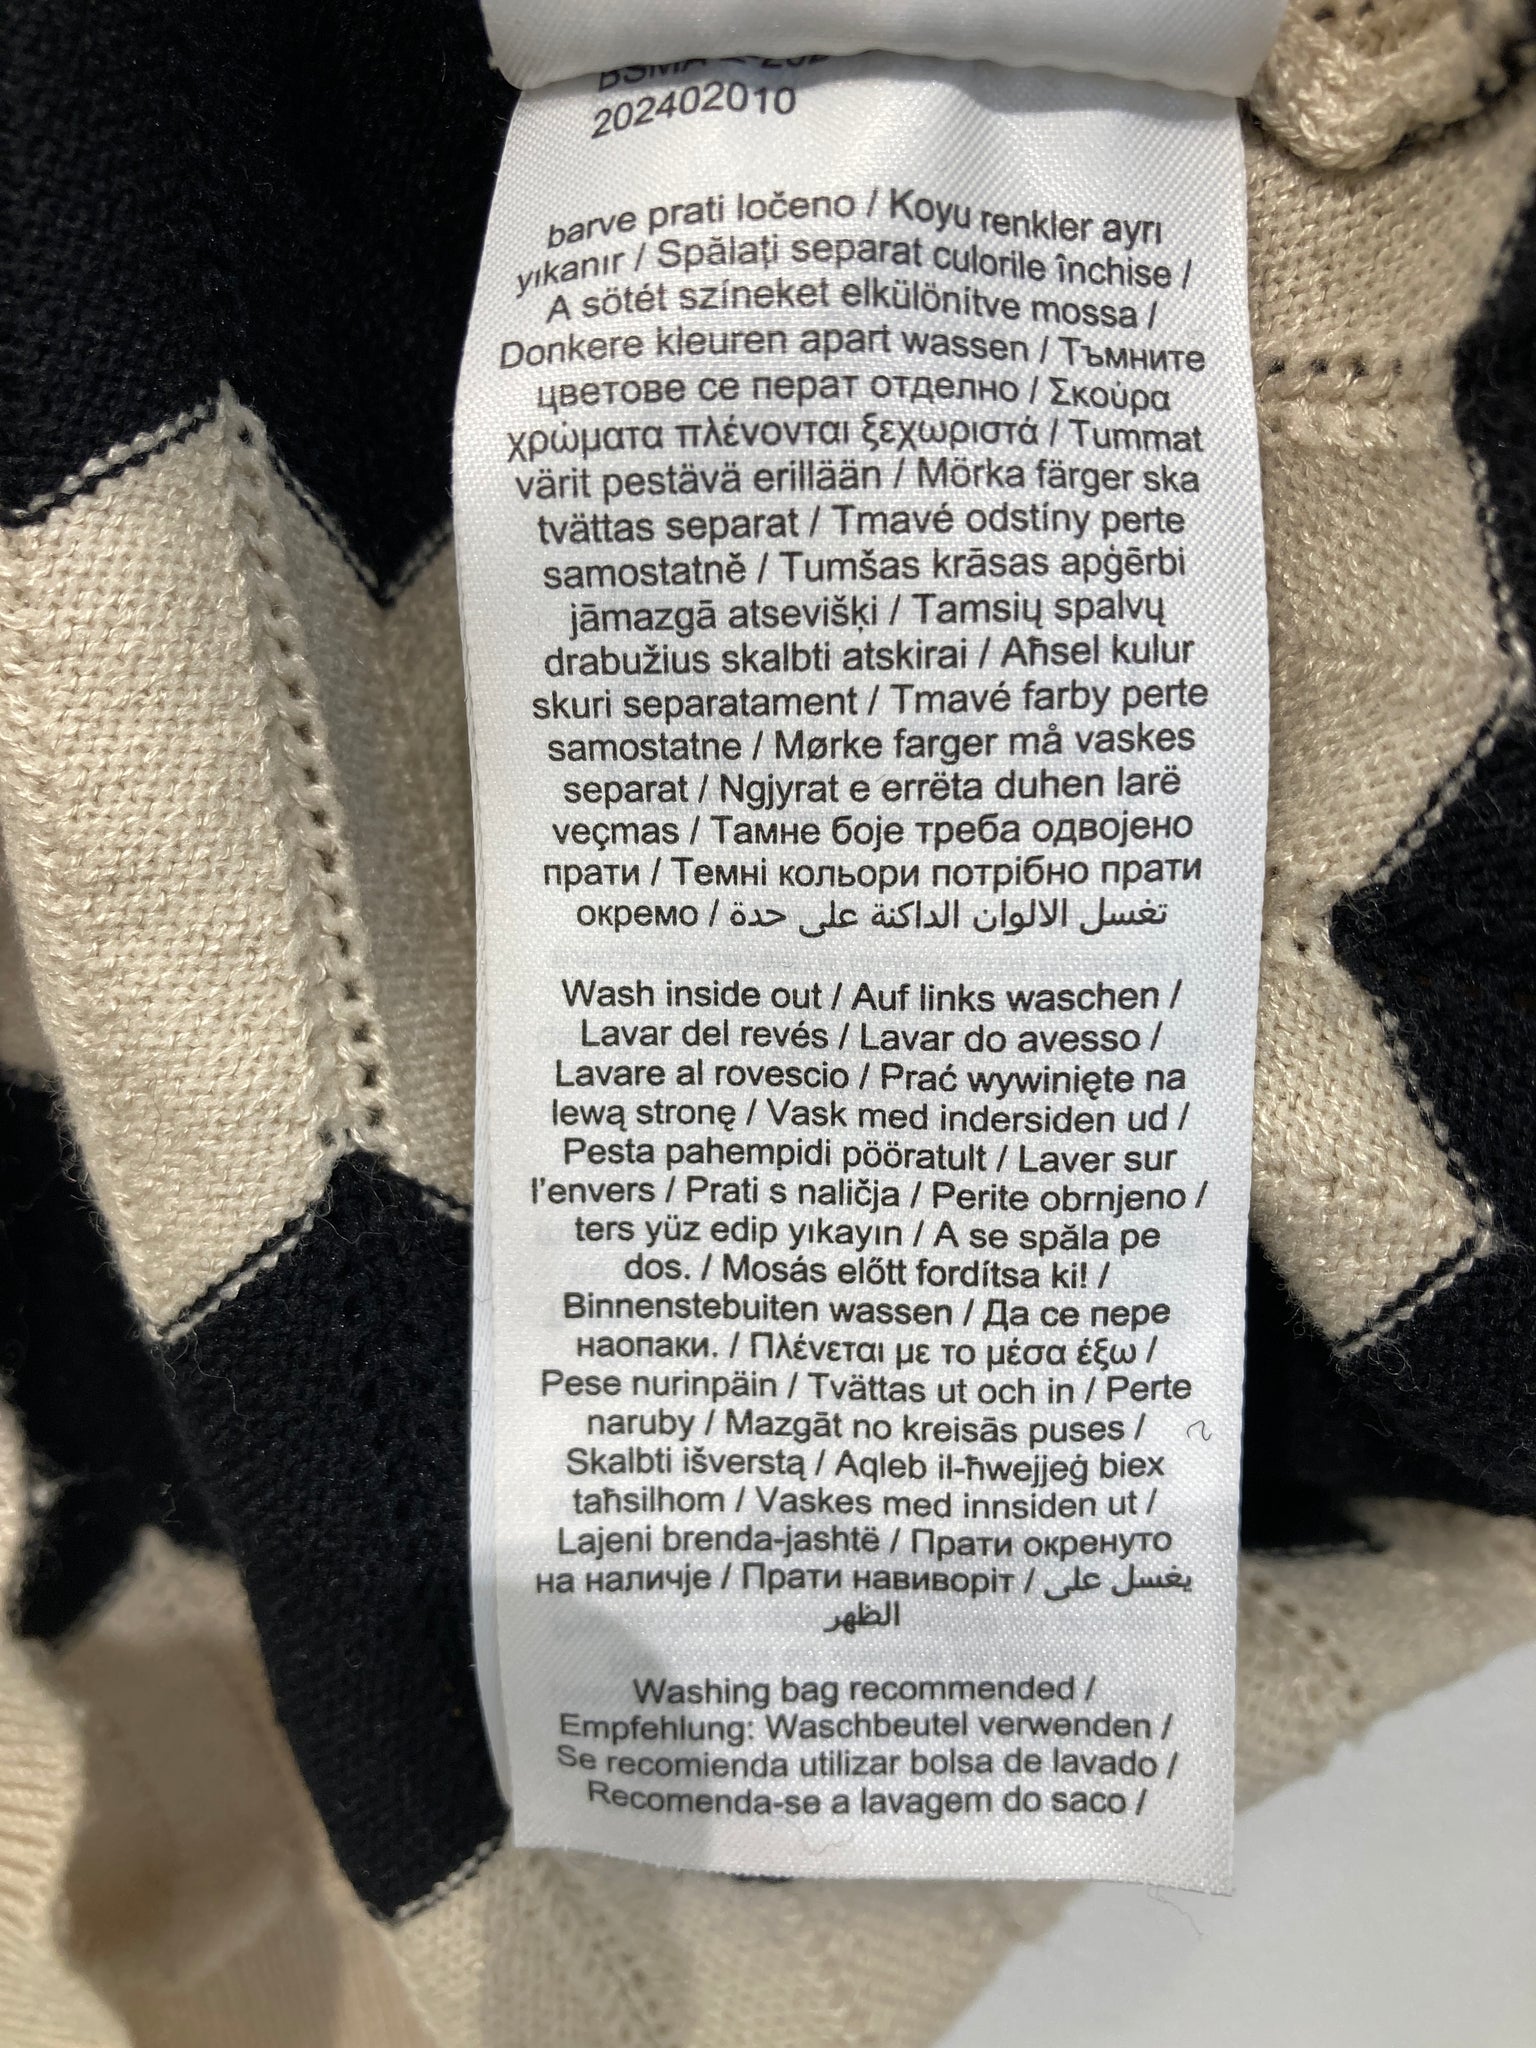 202402010
barve prati ločeno / Koyu renkler ayrı
yıkanır / Spălați separat culorile închise /
A sötét színeket elkülönítve mossa /
Donkere kleuren apart wassen / Тъмните
цветове се перат отделно / Σκούρα
χρώματα πλένονται ξεχωριστά / Tummat
värit pestävä erillään / Mörka färger ska
tvättas separat / Tmavé odstíny perte
samostatně / Tumšas krāsas apģērbi
jāmazgā atsevišķi / Tamsių spalvų
drabužius skalbti atskirai / Aħsel kulur
skuri separatament / Tmavé farby perte
samostatne / Mørke farger må vaskes
separat / Ngjyrat e errëta duhen larë
veçmas / Тамне боје треба одвојено
прати / Темні кольори потрібно прати
окремо / تغسل الالوان الداكنة على حدة
Wash inside out / Auf links waschen /
Lavar del revés / Lavar do avesso /
Lavare al rovescio / Prać wywinięte na
lewą stronę / Vask med indersiden ud /
Pesta pahempidi pööratult / Laver sur
l'envers / Prati s naličja / Perite obrnjeno /
ters yüz edip yıkayın / A se spăla pe
dos. / Mosás előtt fordítsa ki! /
Binnenstebuiten wassen / Да се пере
наопаки. / Πλένεται με το μέσα έξω /
Pese nurinpäin / Tvättas ut och in / Perte
naruby / Mazgāt no kreisās puses /
Skalbti išverstą / Aqleb il-ħwejjeġ biex
taħsilhom / Vaskes med innsiden ut /
Lajeni brenda-jashtë / Прати окренуто
на наличје / Прати навиворіт / يغسل على
الظهر
Washing bag recommended /
Empfehlung: Waschbeutel verwenden /
Se recomienda utilizar bolsa de lavado /
Recomenda-se a lavagem do saco /